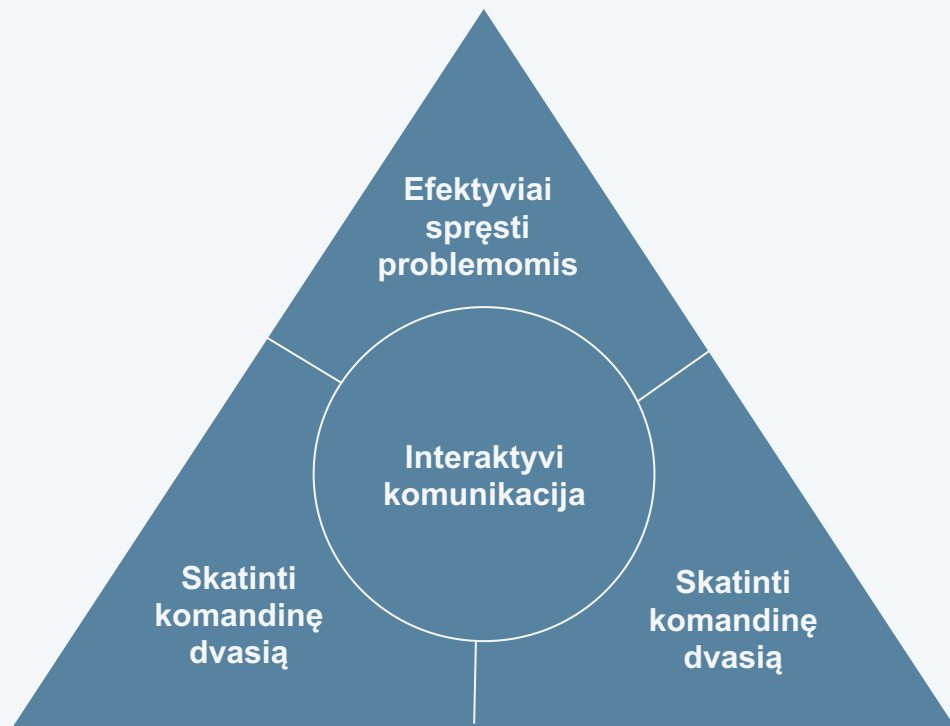 Efektyviai
spręsti
problemomis
Interaktyvi
komunikacija
Skatinti
komandinę
dvasią
Skatinti
komandinę
dvasią